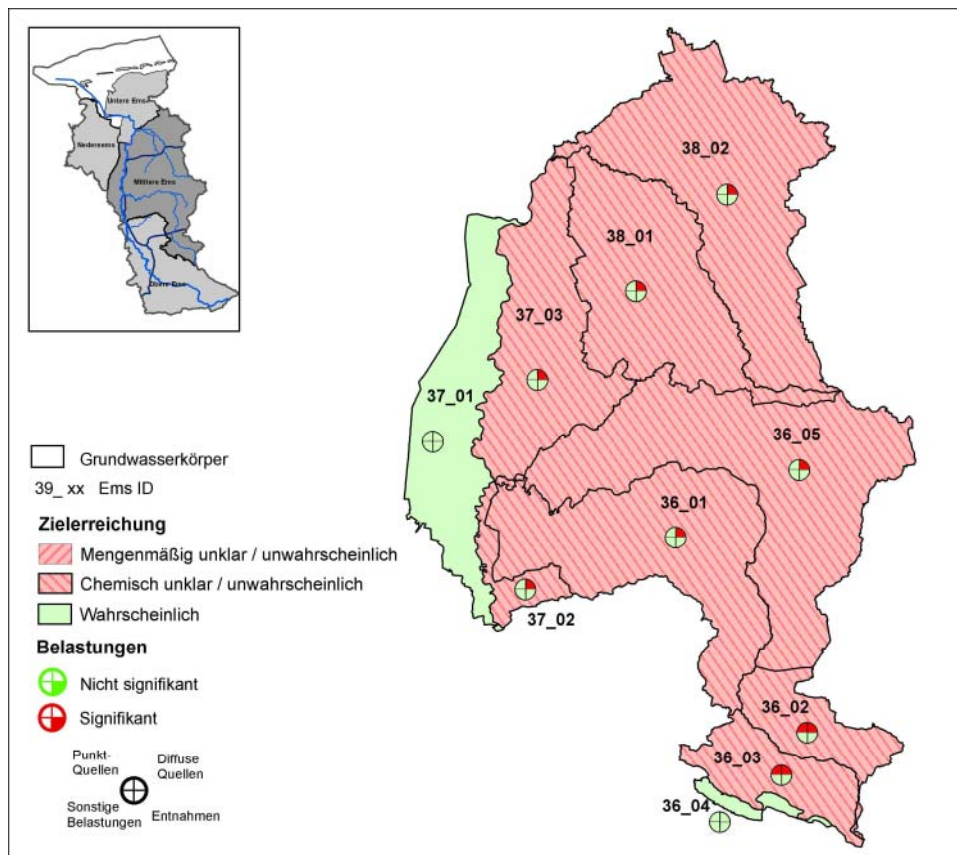 Untere Ems
Nedereems
Mittlere Ems
Obere Ems
38_02
38_01
37_03
37_01
36_05
36_01
37_02
36_02
36_03
36_04
Grundwasserkörper
39_ xx Ems ID
Zielerreichung
Mengenmäßig unklar / unwahrscheinlich
Chemisch unklar / unwahrscheinlich
Wahrscheinlich
Belastungen
Nicht signifikant
Signifikant
Punkt-
Quellen
Diffuse
Quellen
Sonstige
Belastungen
Entnahmen